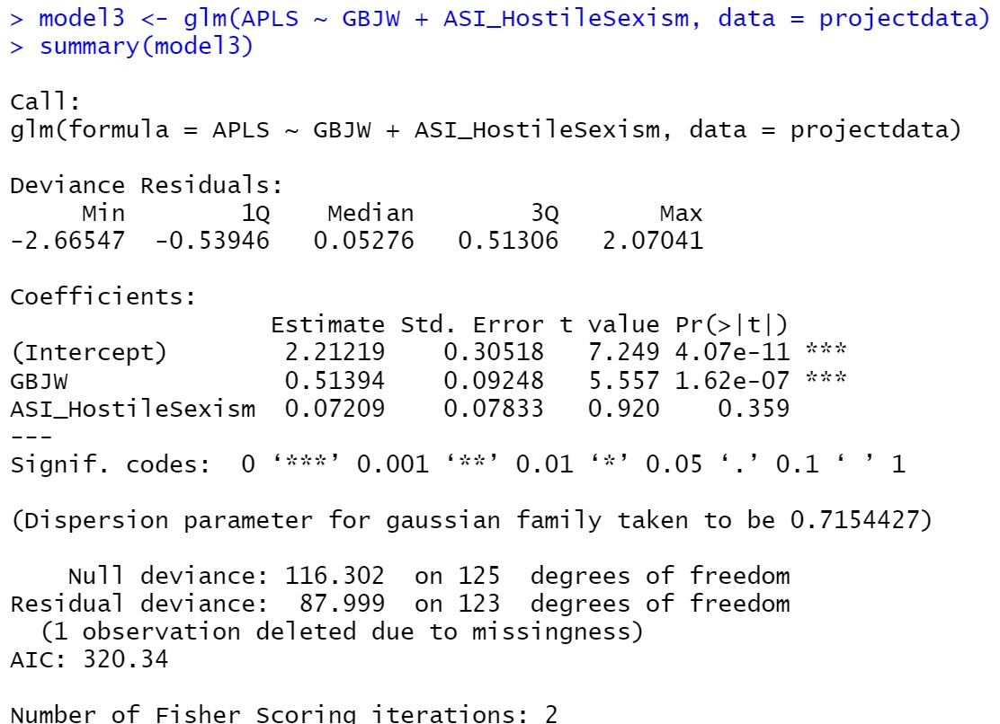 > model3 <- glm(APLS ~ GBJW + ASI_HostileSexism, data = projectdata)
> summary(model3)
Call:
glm(formula = APLS ~ GBJW + ASI_HostileSexism, data = projectdata)
Deviance Residuals:
     Min        1Q    Median        3Q       Max
-2.66547  -0.53946   0.05276   0.51306   2.07041
Coefficients:
                  Estimate Std. Error t value Pr(>|t|)
(Intercept)        2.21219    0.30518   7.249 4.07e-11 ***
GBJW               0.51394    0.09248   5.557 1.62e-07 ***
ASI_HostileSexism  0.07209    0.07833   0.920    0.359
---
Signif. codes:  0 ‘***’ 0.001 ‘**’ 0.01 ‘*’ 0.05 ‘.’ 0.1 ‘ ’ 1
(Dispersion parameter for gaussian family taken to be 0.7154427)
    Null deviance: 116.302  on 125  degrees of freedom
Residual deviance:  87.999  on 123  degrees of freedom
  (1 observation deleted due to missingness)
AIC: 320.34
Number of Fisher Scoring iterations: 2